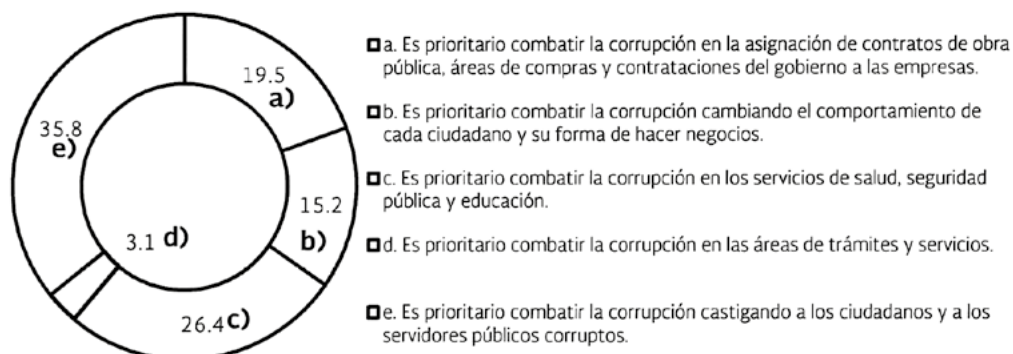 19.5
a)
35.8
e)
15.2
b)
3.1 d)
26.4 c)
a. Es prioritario combatir la corrupción en la asignación de contratos de obra
pública, áreas de compras y contrataciones del gobierno a las empresas.
b. Es prioritario combatir la corrupción cambiando el comportamiento de
cada ciudadano y su forma de hacer negocios.
c. Es prioritario combatir la corrupción en los servicios de salud, seguridad
pública y educación.
d. Es prioritario combatir la corrupción en las áreas de trámites y servicios.
e. Es prioritario combatir la corrupción castigando a los ciudadanos y a los
servidores públicos corruptos.